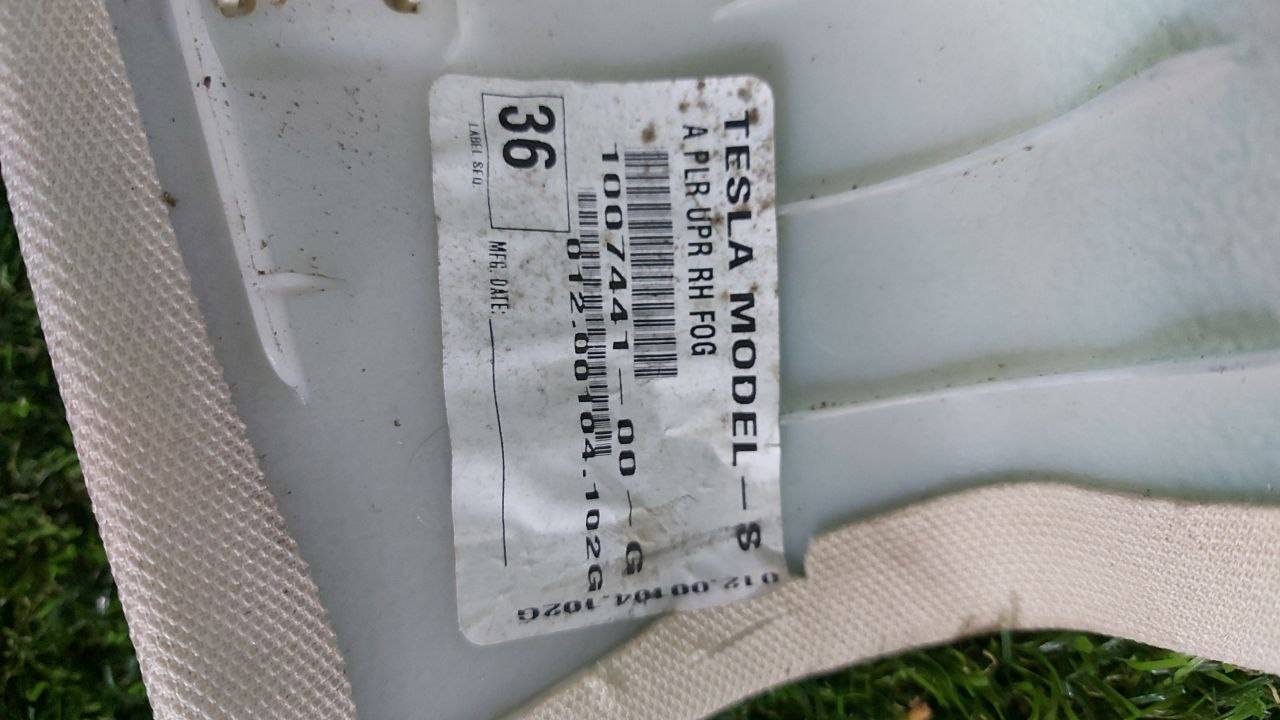 TESLA MODEL-S
A PLR UPR RH FOG
1007441-00-G
012.00104.102G
36
LABEL SEQ.
MFG. DATE:
012.00104.102G